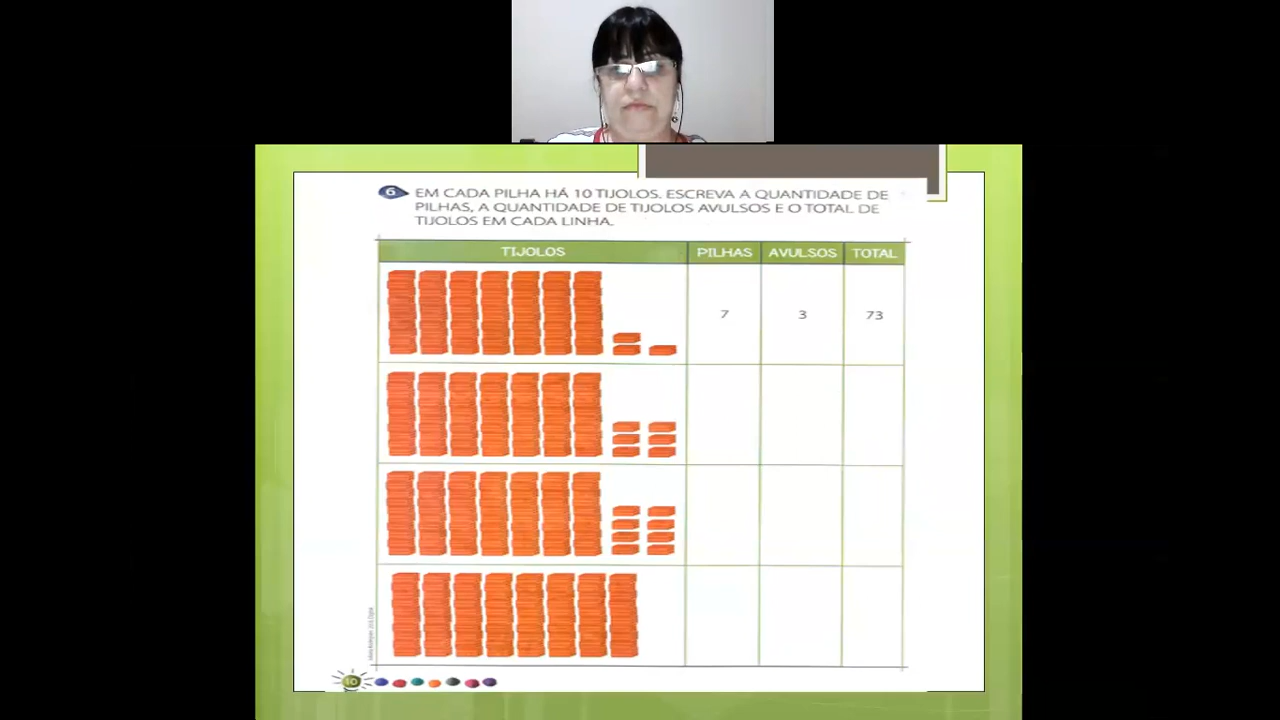 6 EM CADA PILHA HÁ 10 TIJOLOS. ESCREVA A QUANTIDADE DE
PILHAS, A QUANTIDADE DE TIJOLOS AVULSOS E O TOTAL DE
TIJOLOS EM CADA LINHA.
TIJOLOS PILHAS AVULSOS TOTAL
7 3 73
10